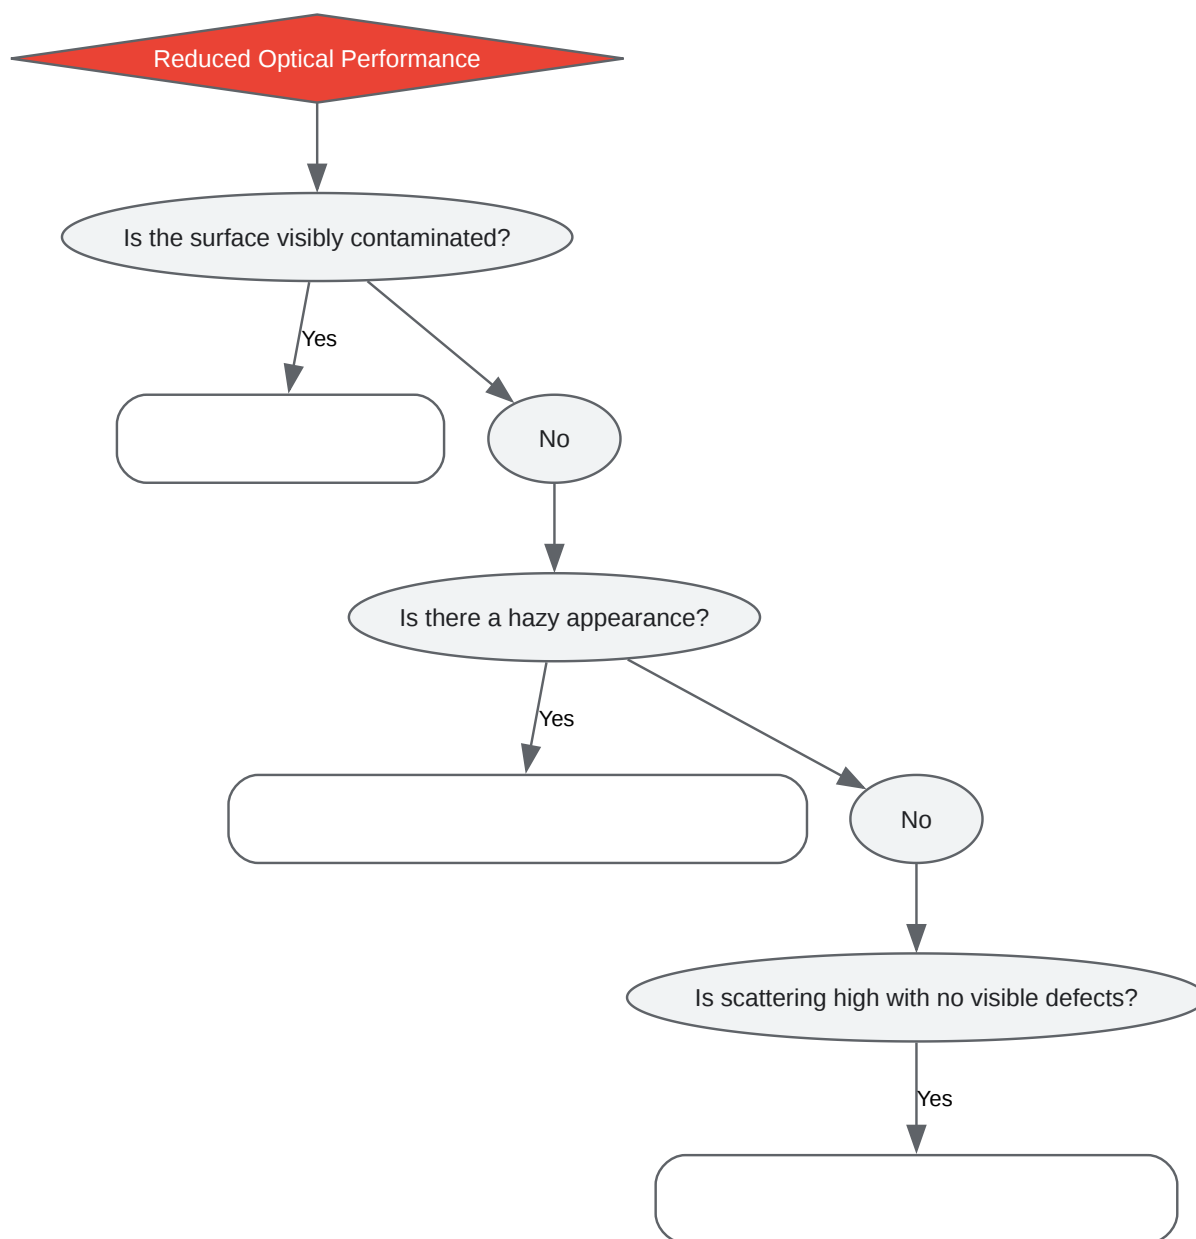 Reduced Optical Performance
Is the surface visibly contaminated?
Yes
No
Is there a hazy appearance?
Yes
No
Is scattering high with no visible defects?
Yes